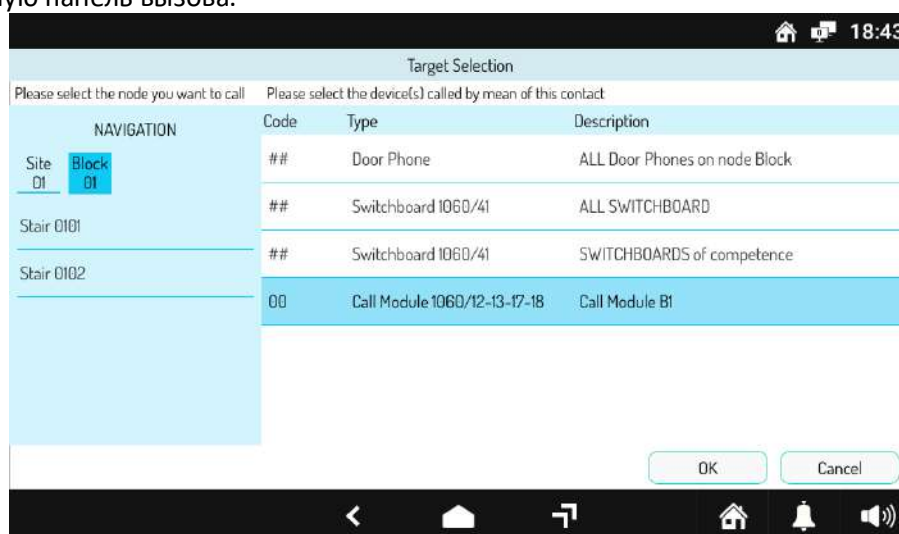 ную панель вызова.
18:43
Target Selection
Please select the node you want to call Please select the device(s) called by mean of this contact
NAVIGATION
Site 01
Block 01
Stair 0101
Stair 0102
Code Type Description
## Door Phone ALL Door Phones on node Block
## Switchboard 1060/41 ALL SWITCHBOARD
## Switchboard 1060/41 SWITCHBOARDS of competence
00 Call Module 1060/12-13-17-18 Call Module B1
OK Cancel